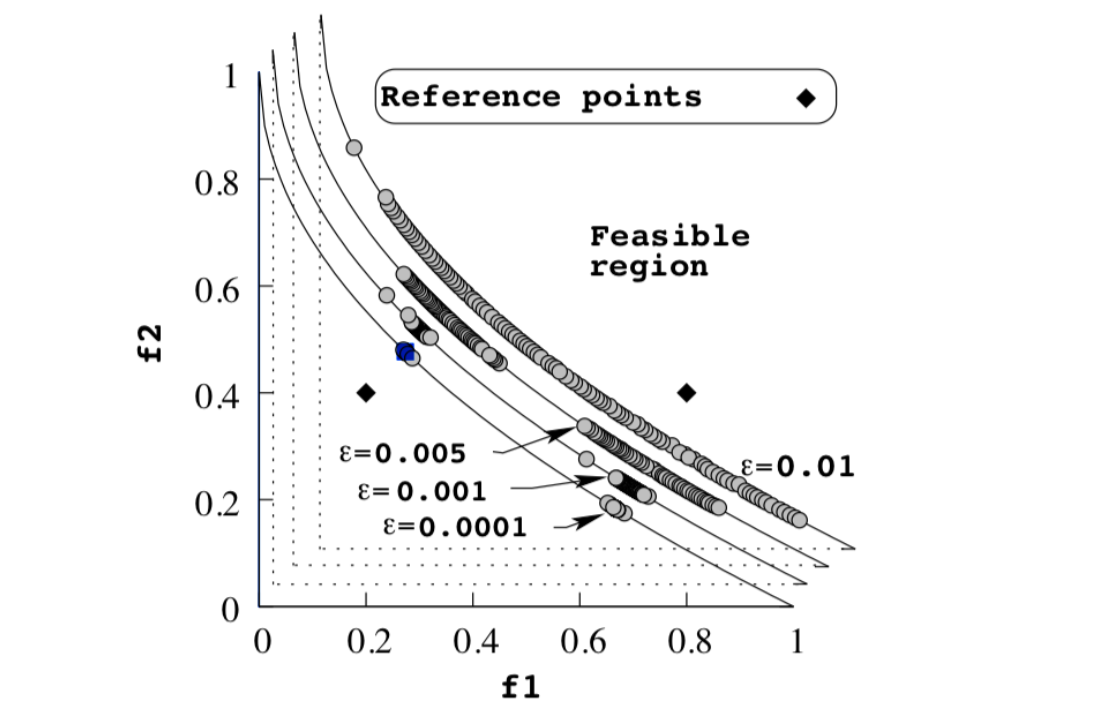 Reference points
1
0.8
Feasible
region
0.6
f2
0.4
ε=0.005
ε=0.01
ε=0.001
0.2
ε=0.0001
0
0 0.2 0.4 0.6 0.8 1
f1